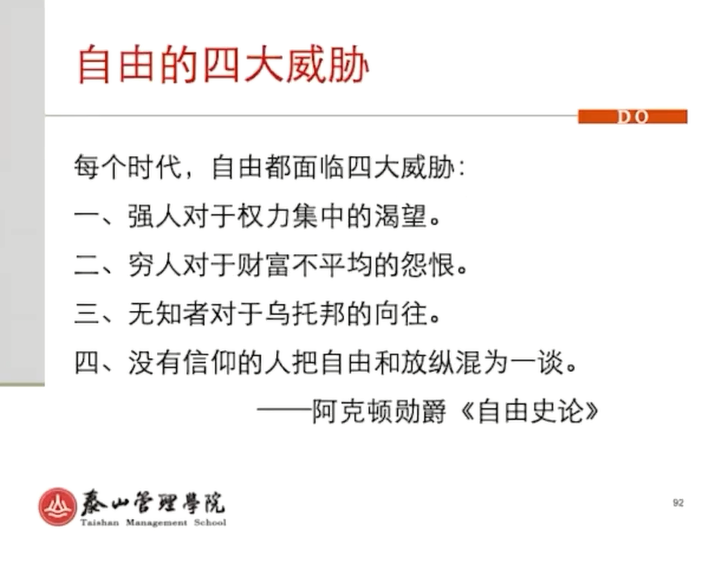 自由的四大威胁
DO
每个时代，自由都面临四大威胁：
一、强人对于权力集中的渴望。
二、穷人对于财富不平均的怨恨。
三、无知者对于乌托邦的向往。
四、没有信仰的人把自由和放纵混为一谈。
——阿克顿勋爵《自由史论》
泰山管理學院
Taishan Management School
92